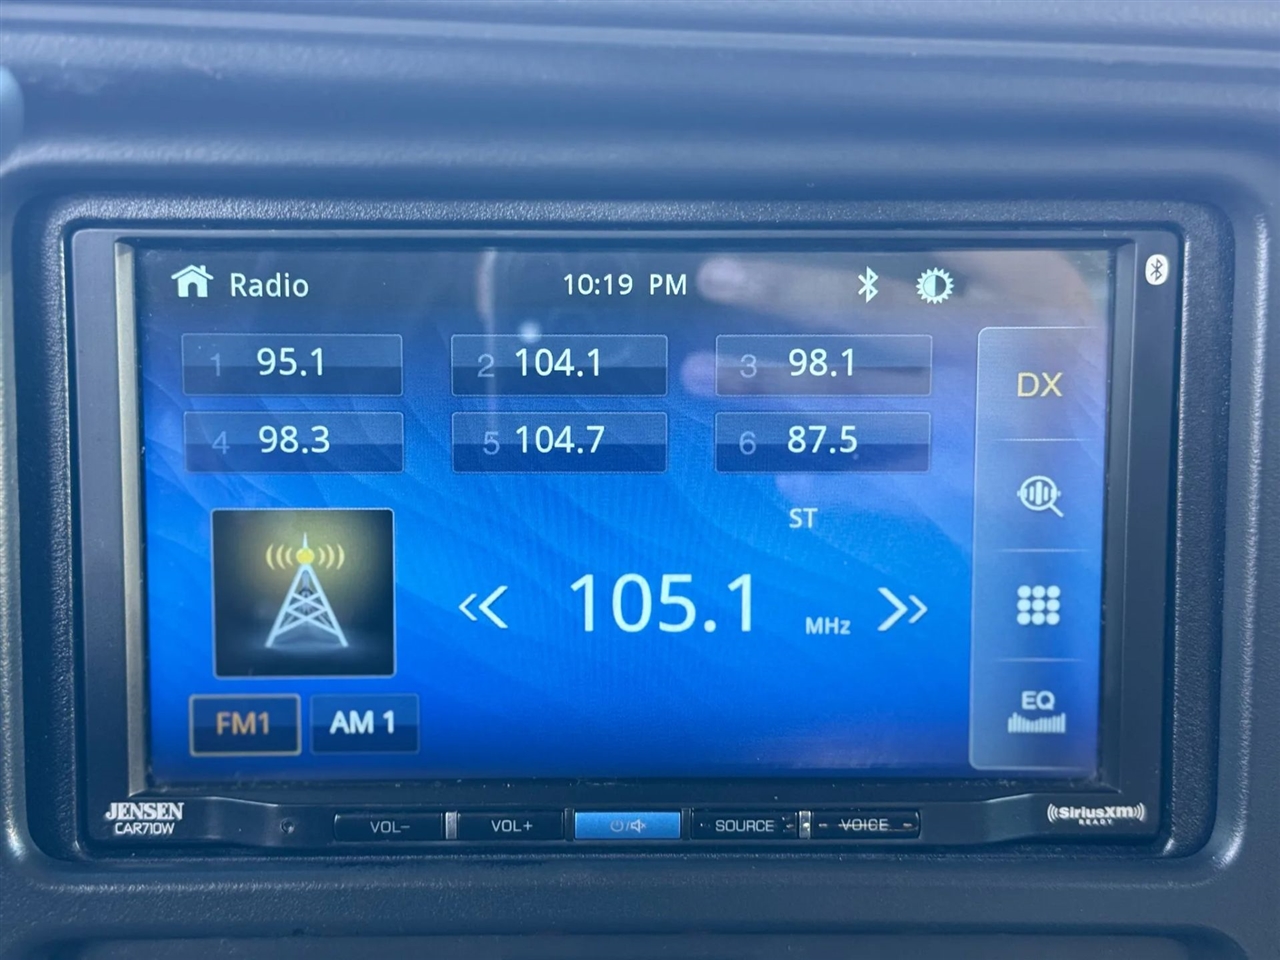 Radio 10:19 PM
1 95.1 2 104.1 3 98.1
DX
4 98.3 5 104.7 6 87.5
ST
105.1 MHz
EQ
FM1 AM 1
JENSEN
CAR710W
VOL- VOL+ SOURCE VOICE
((SiriusXM))
READY